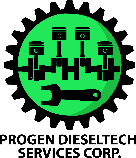 PROGEN DIESELTECH
SERVICES CORP.